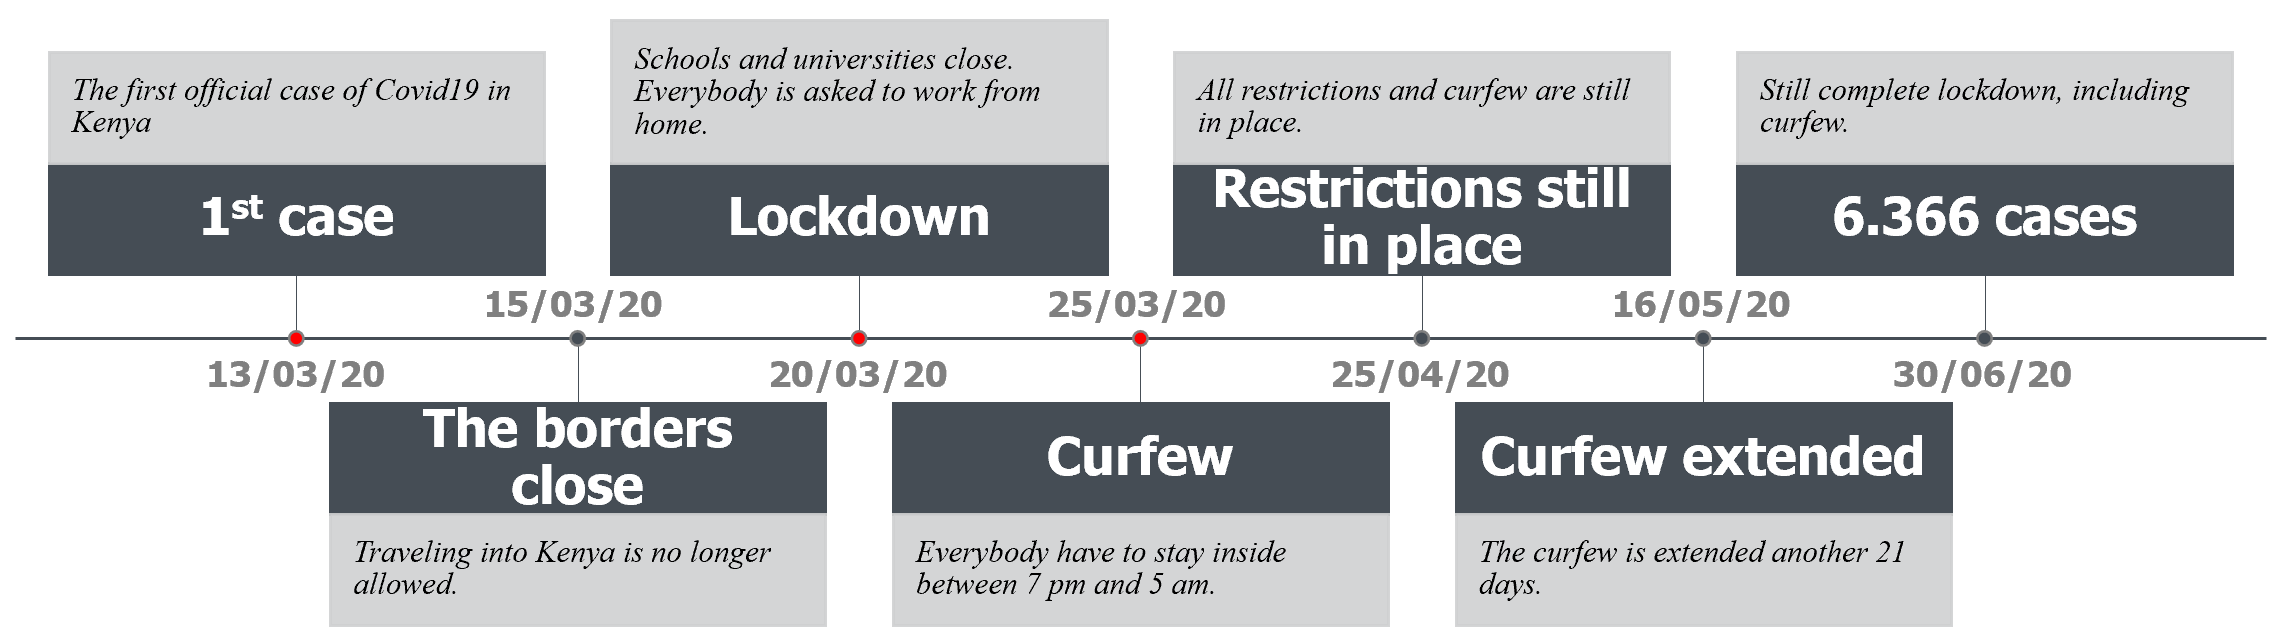 The first official case of Covid19 in
Kenya
1st case
13/03/20
15/03/20
The borders
close
Traveling into Kenya is no longer
allowed.
Schools and universities close.
Everybody is asked to work from
home.
Lockdown
20/03/20
25/03/20
Curfew
Everybody have to stay inside
between 7 pm and 5 am.
All restrictions and curfew are still
in place.
Restrictions still
in place
25/04/20
16/05/20
Curfew extended
The curfew is extended another 21
days.
Still complete lockdown, including
curfew.
6.366 cases
30/06/20